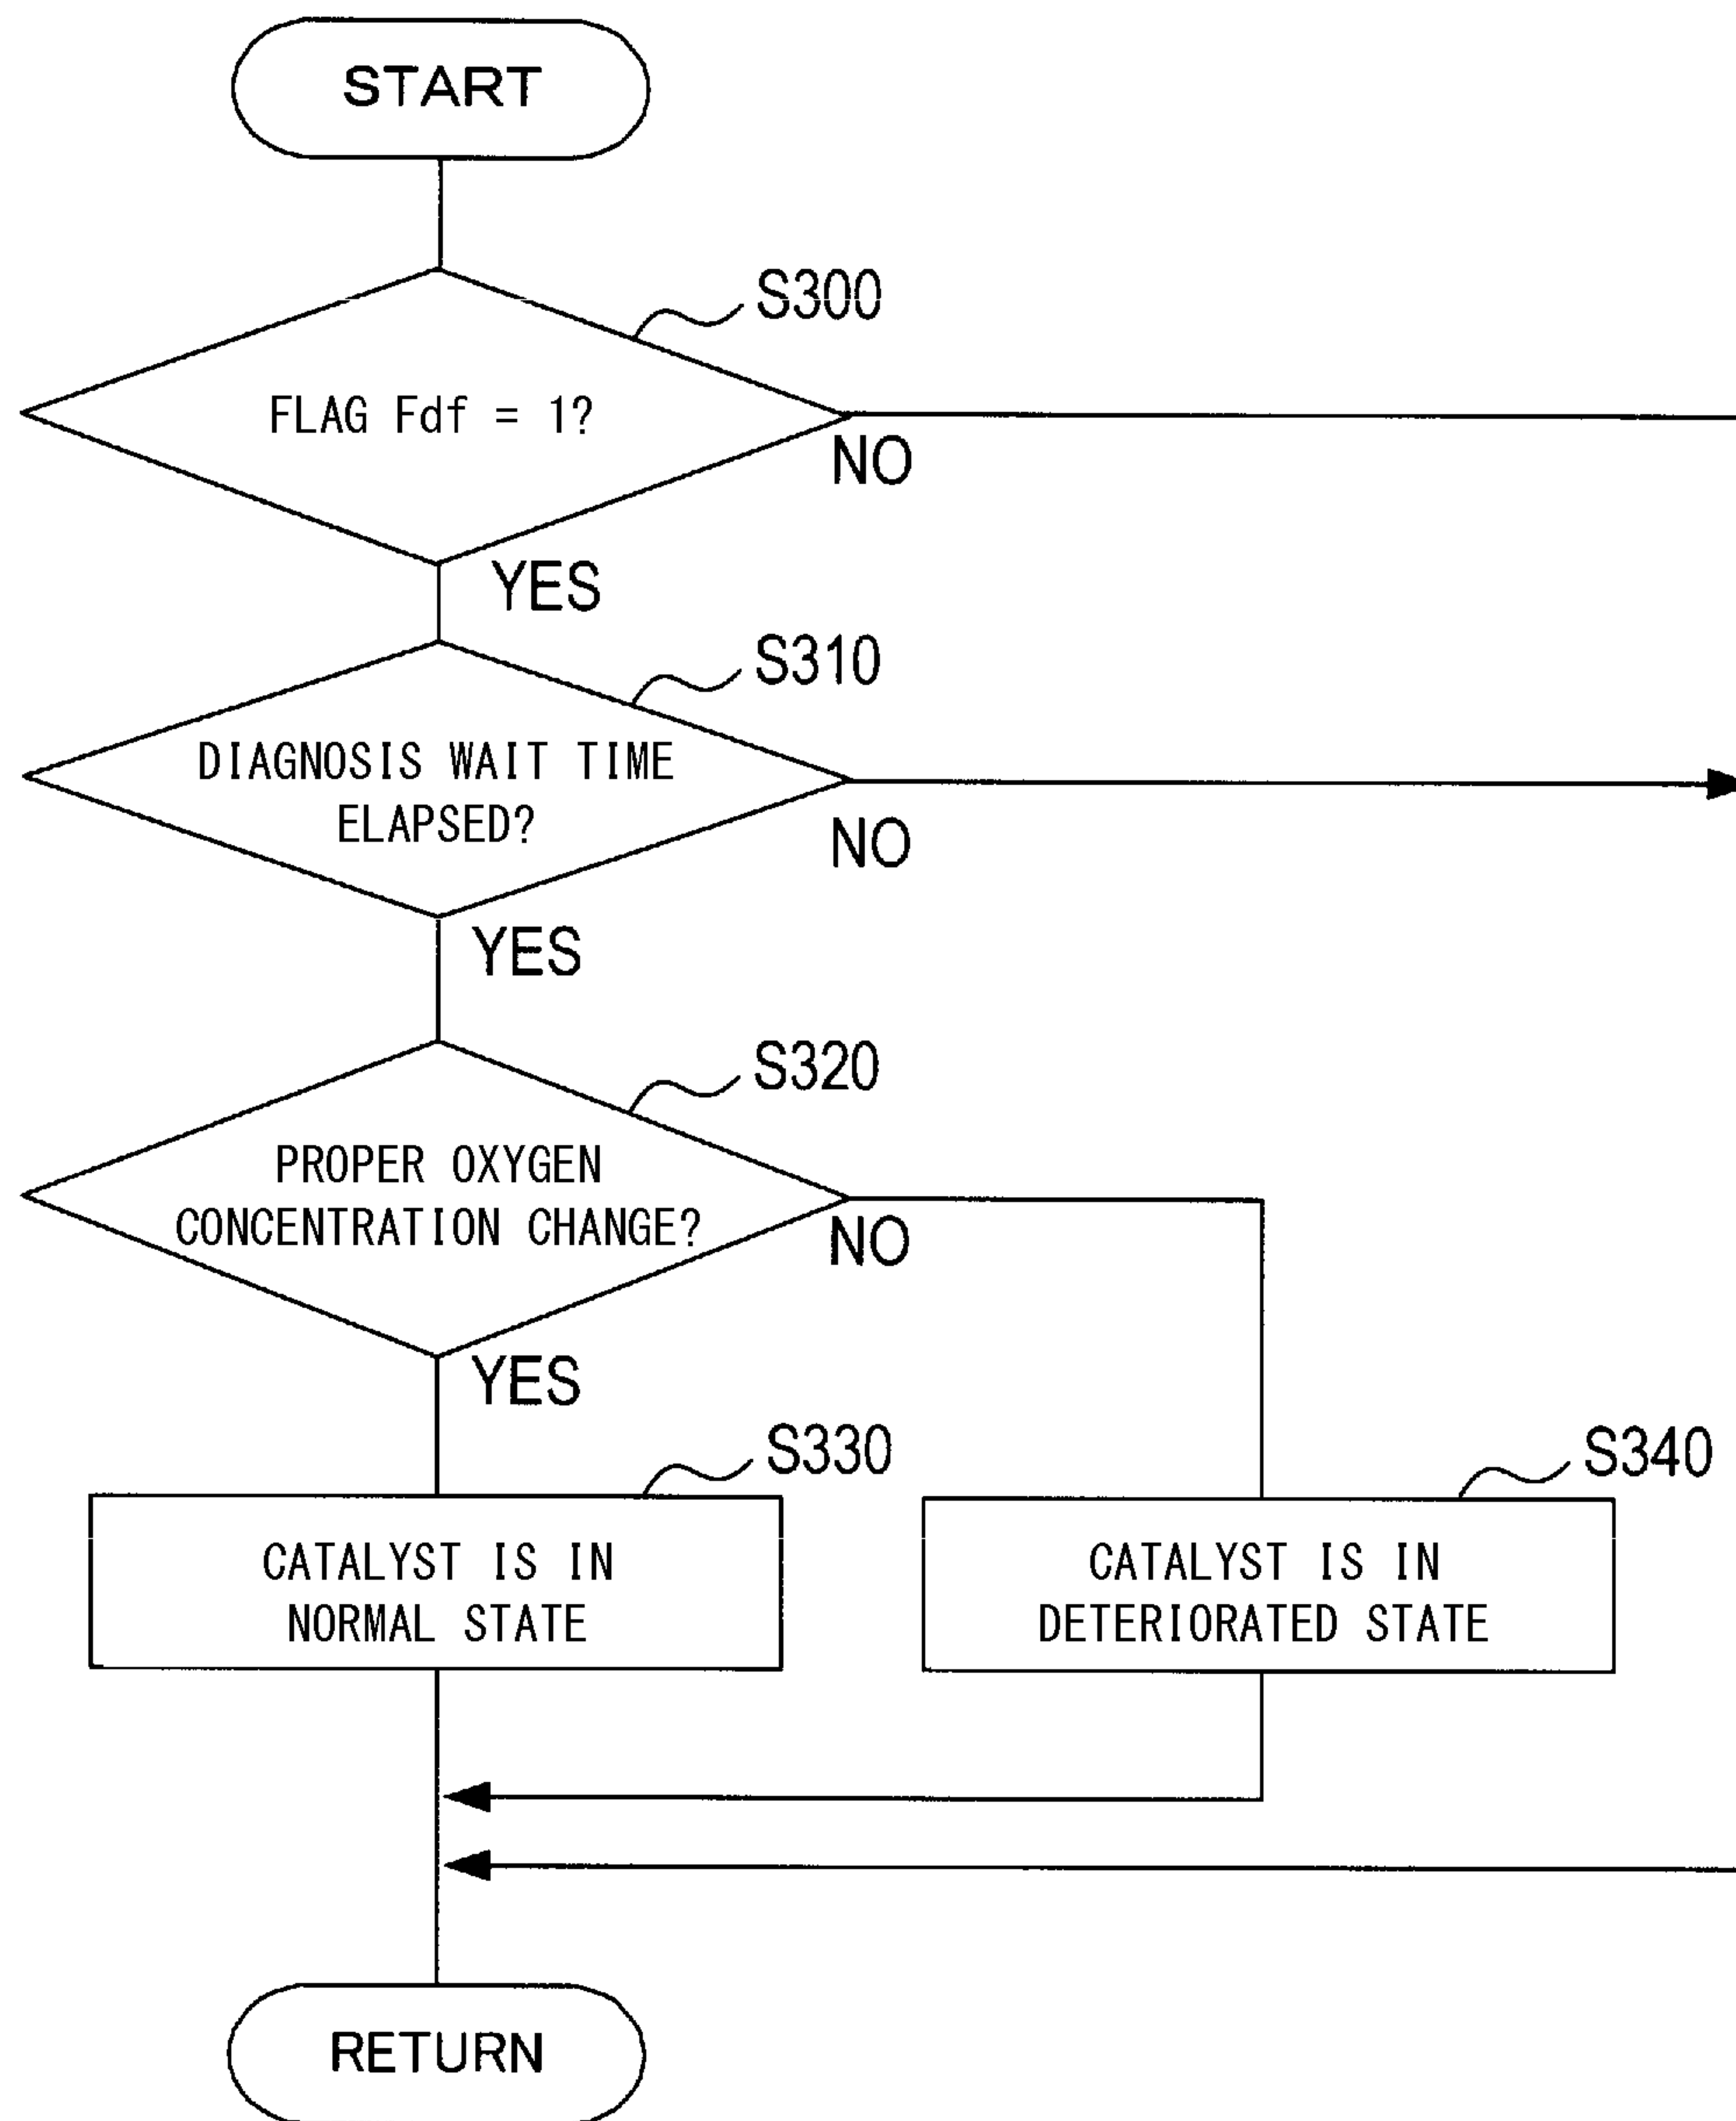 START
S300
FLAG Fdf = 1?
NO
YES
S310
DIAGNOSIS WAIT TIME
ELAPSED?
NO
YES
S320
PROPER OXYGEN
CONCENTRATION CHANGE?
NO
YES
S330
S340
CATALYST IS IN
NORMAL STATE
CATALYST IS IN
DETERIORATED STATE
RETURN